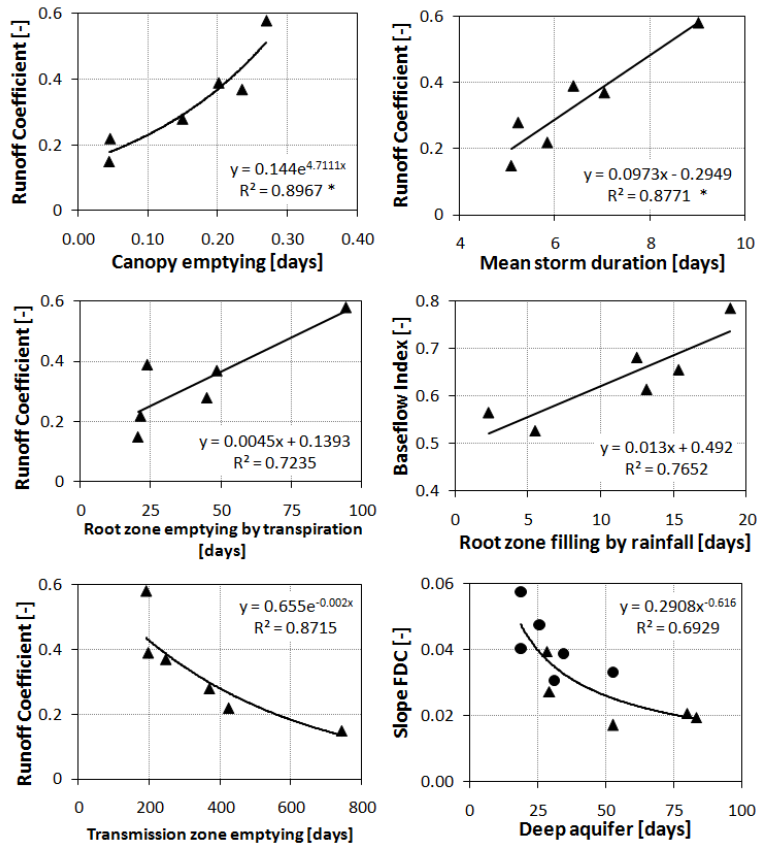 0.6
0.4
0.2
0
Runoff Coefficient [-]
y = 0.144e^4.7111x
R² = 0.8967 *
0.00 0.10 0.20 0.30 0.40
Canopy emptying [days]
0.6
0.4
0.2
0
Runoff Coefficient [-]
y = 0.0973x - 0.2949
R² = 0.8771 *
4 6 8 10
Mean storm duration [days]
0.6
0.4
0.2
0
Runoff Coefficient [-]
y = 0.0045x + 0.1393
R² = 0.7235
0 25 50 75 100
Root zone emptying by transpiration
[days]
0.8
0.7
0.6
0.5
0.4
Baseflow Index [-]
y = 0.013x + 0.492
R² = 0.7652
0 5 10 15 20
Root zone filling by rainfall [days]
0.6
0.4
0.2
0
Runoff Coefficient [-]
y = 0.655e^-0.002x
R² = 0.8715
0 200 400 600 800
Transmission zone emptying [days]
0.06
0.04
0.02
0.00
Slope FDC [-]
y = 0.2908x^-0.616
R² = 0.6929
0 25 50 75 100
Deep aquifer [days]